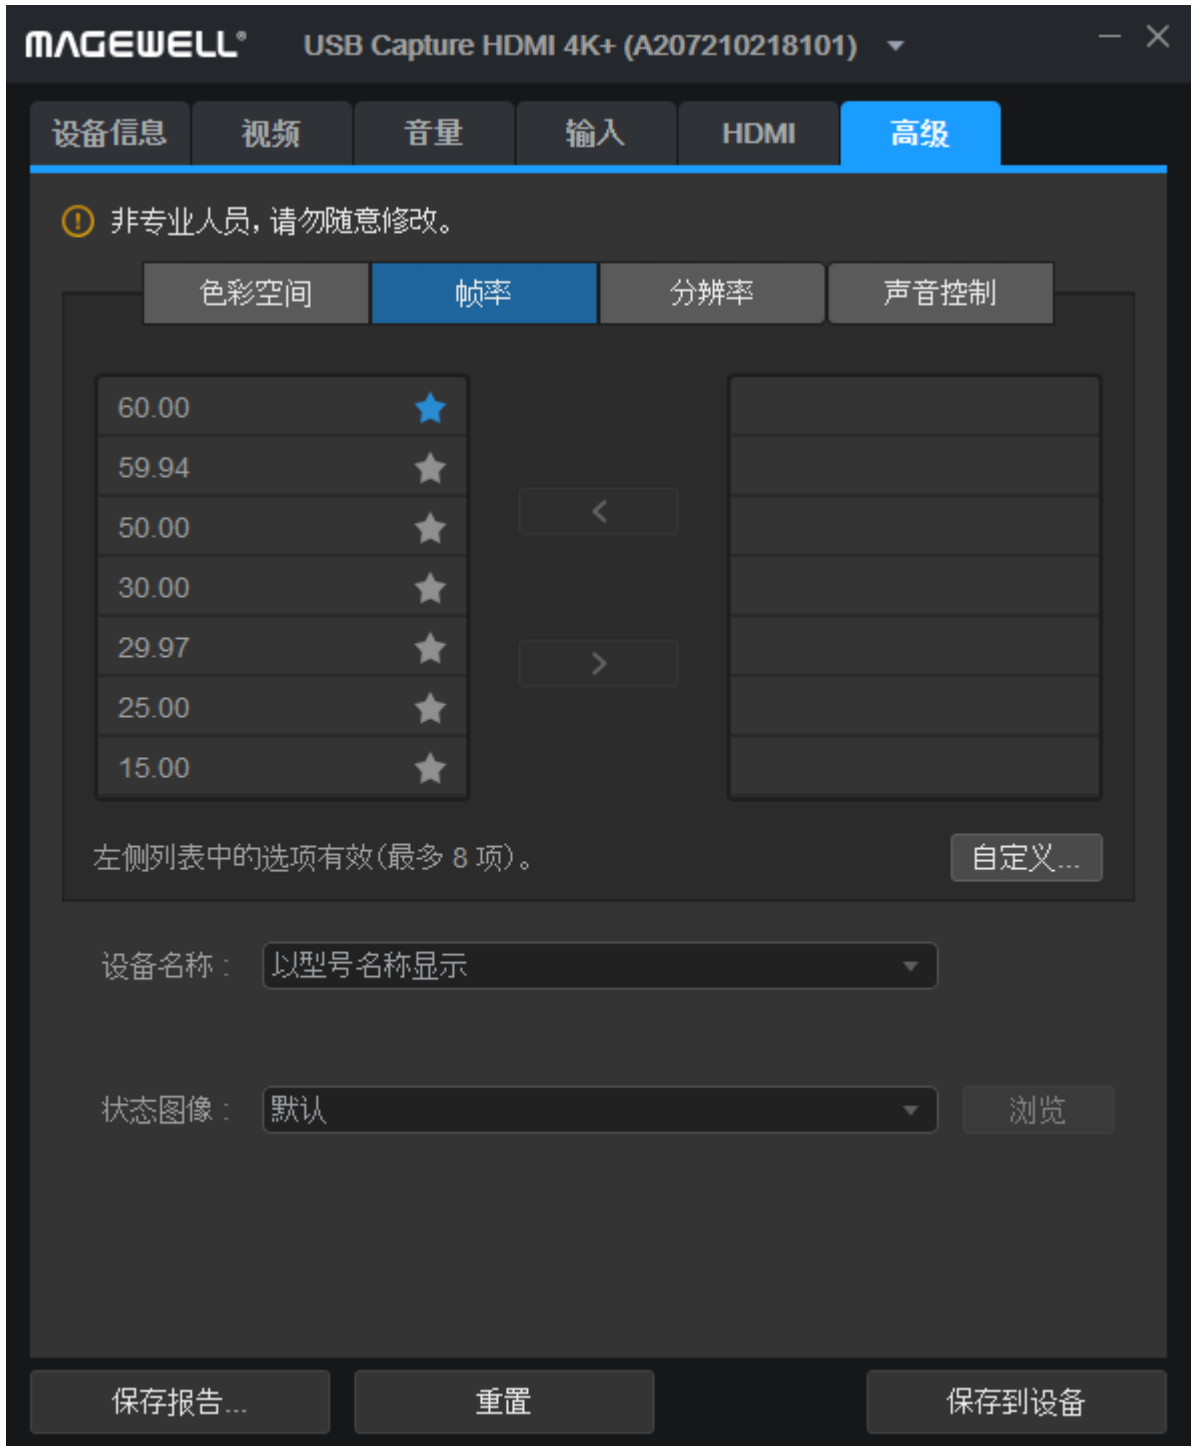 MAGEWELL® USB Capture HDMI 4K+ (A207210218101)
设备信息 视频 音量 输入 HDMI 高级
非专业人员，请勿随意修改。
色彩空间 帧率 分辨率 声音控制
60.00
59.94
50.00
30.00
29.97
25.00
15.00
左侧列表中的选项有效(最多 8 项)。 自定义...
设备名称： 以型号名称显示
状态图像： 默认 浏览
保存报告... 重置 保存到设备